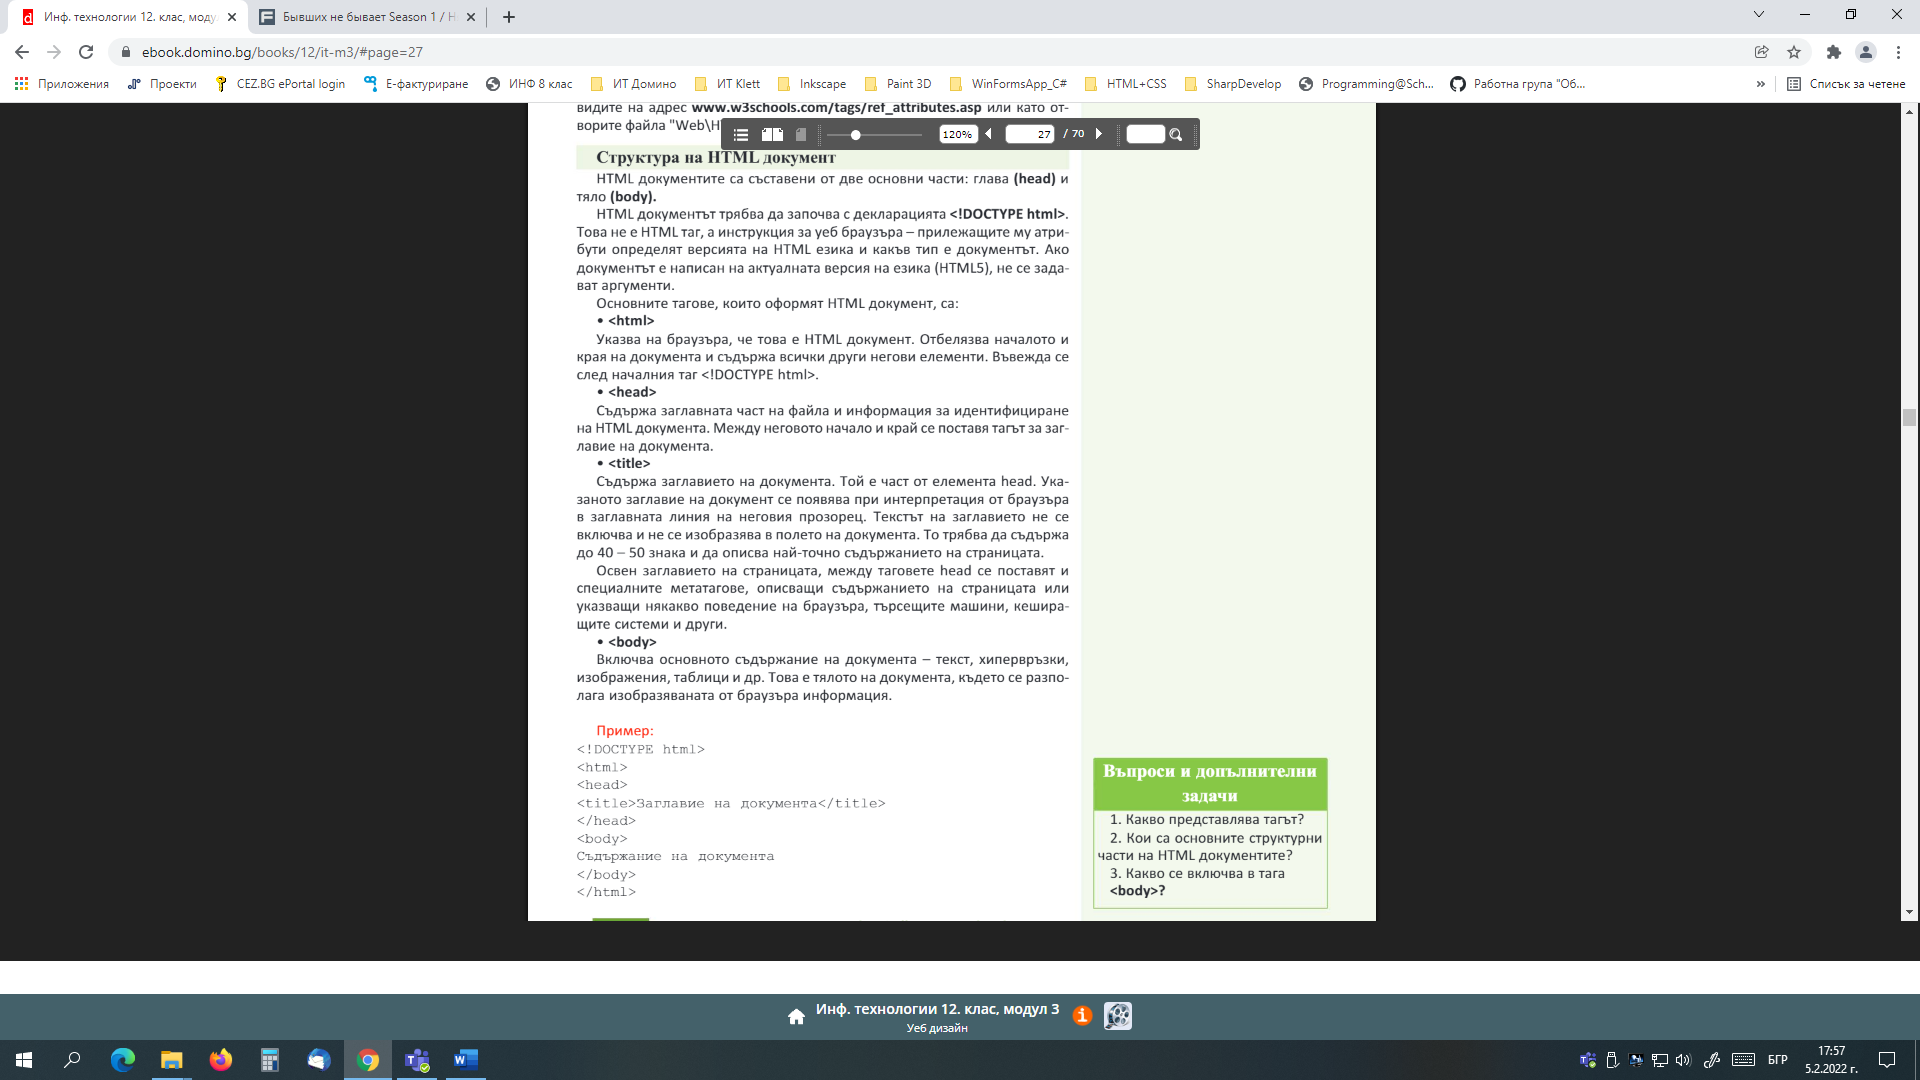 Инф. технологии 12. клас, моду
Бывших не бывает Season 1 / H
ebook.domino.bg/books/12/it-m3/#page=27
Приложения
Проекти
CEZ.BG ePortal login
Е-фактуриране
ИНФ 8 клас
ИТ Домино
ИТ Klett
Inkscape
Paint 3D
WinFormsApp_C#
HTML+CSS
SharpDevelop
Programming@Sch...
Работна група "Об...
»
Списък за четене
видите на адрес www.w3schools.com/tags/ref_attributes.asp или като от-
ворите файла "Web\H
120%
27
/ 70
Структура на HTML документ
HTML документите са съставени от две основни части: глава (head) и
тяло (body).
HTML документът трябва да започва с декларацията <!DOCTYPE html>.
Това не е HTML таг, а инструкция за уеб браузъра – прилежащите му атри-
бути определят версията на HTML езика и какъв тип е документът. Ако
документът е написан на актуалната версия на езика (HTML5), не се зада-
ват аргументи.
Основните тагове, които оформят HTML документ, са:
• <html>
Указва на браузъра, че това е HTML документ. Отбелязва началото и
края на документа и съдържа всички други негови елементи. Въвежда се
след началния таг <!DOCTYPE html>.
• <head>
Съдържа заглавната част на файла и информация за идентифициране
на HTML документа. Между неговото начало и край се поставя тагът за заг-
лавие на документа.
• <title>
Съдържа заглавието на документа. Той е част от елемента head. Ука-
заното заглавие на документ се появява при интерпретация от браузъра
в заглавната линия на неговия прозорец. Текстът на заглавието не се
включва и не се изобразява в полето на документа. То трябва да съдържа
до 40 – 50 знака и да описва най-точно съдържанието на страницата.
Освен заглавието на страницата, между таговете head се поставят и
специалните метатагове, описващи съдържанието на страницата или
указващи някакво поведение на браузъра, търсещите машини, кешира-
щите системи и други.
• <body>
Включва основното съдържание на документа – текст, хипервръзки,
изображения, таблици и др. Това е тялото на документа, където се разпо-
лага изобразяваната от браузъра информация.
Пример:
<!DOCTYPE html>
<html>
<head>
<title>Заглавие на документа</title>
</head>
<body>
Съдържание на документа
</body>
</html>
Въпроси и допълнителни
задачи
1. Какво представлява тагът?
2. Кои са основните структурни
части на HTML документите?
3. Какво се включва в тага
<body>?
Инф. технологии 12. клас, модул 3
Уеб дизайн
БГР
17:57
5.2.2022 г.